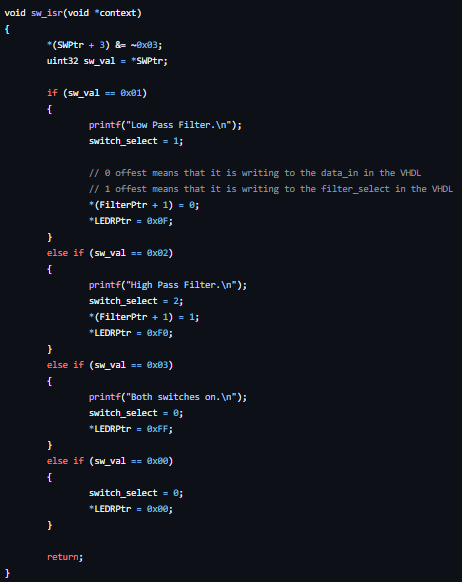 void sw_isr(void *context)
{
*(SWPtr + 3) &= ~0x03;
uint32 sw_val = *SWPtr;
if (sw_val == 0x01)
{
printf("Low Pass Filter.\n");
switch_select = 1;
// 0 offest means that it is writing to the data_in in the VHDL
// 1 offest means that it is writing to the filter_select in the VHDL
*(FilterPtr + 1) = 0;
*LEDRPtr = 0x0F;
}
else if (sw_val == 0x02)
{
printf("High Pass Filter.\n");
switch_select = 2;
*(FilterPtr + 1) = 1;
*LEDRPtr = 0xF0;
}
else if (sw_val == 0x03)
{
printf("Both switches on.\n");
switch_select = 0;
*LEDRPtr = 0xFF;
}
else if (sw_val == 0x00)
{
switch_select = 0;
*LEDRPtr = 0x00;
}
return;
}